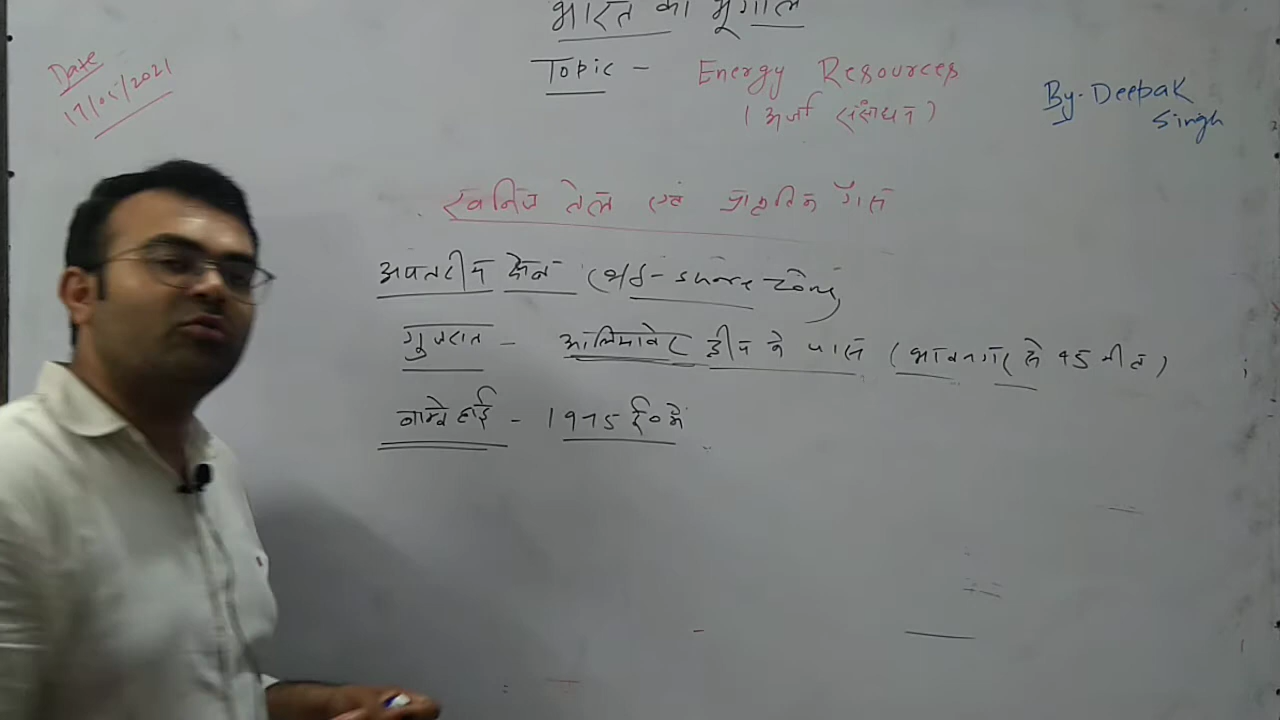 भारत का भूगोल
Date
17/05/2021
Topic - Energy Resources
(ऊर्जा संसाधन)
By- Deepak
Singh
खनिज तेल एवं प्राकृतिक गैस
अपतटीय क्षेत्र (Off-shore Zone)
गुजरात - आलियाबेट द्वीप के पास (भावनगर से 45 मील)
बाम्बे हाई - 1975 ई० में